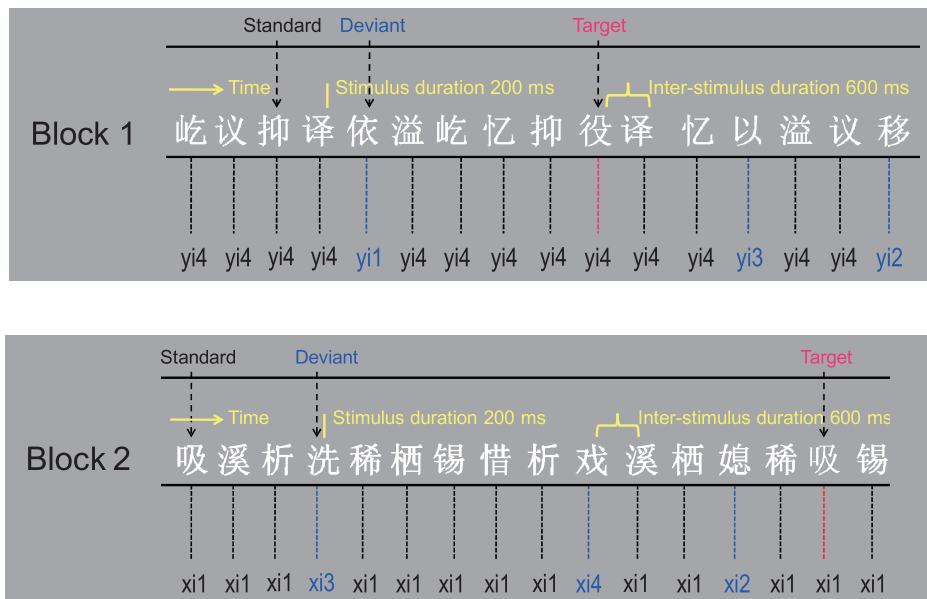 Standard Deviant Target
Time Stimulus duration 200 ms Inter-stimulus duration 600 ms
Block 1 屹 议 抑 译 依 溢 屹 忆 抑 役 译 忆 以 溢 议 移
yi4 yi4 yi4 yi4 yi1 yi4 yi4 yi4 yi4 yi4 yi4 yi4 yi3 yi4 yi4 yi2
Standard Deviant Target
Time Stimulus duration 200 ms Inter-stimulus duration 600 ms
Block 2 吸 溪 析 洗 稀 栖 锡 惜 析 戏 溪 栖 媳 稀 吸 锡
xi1 xi1 xi1 xi3 xi1 xi1 xi1 xi1 xi1 xi4 xi1 xi1 xi2 xi1 xi1 xi1